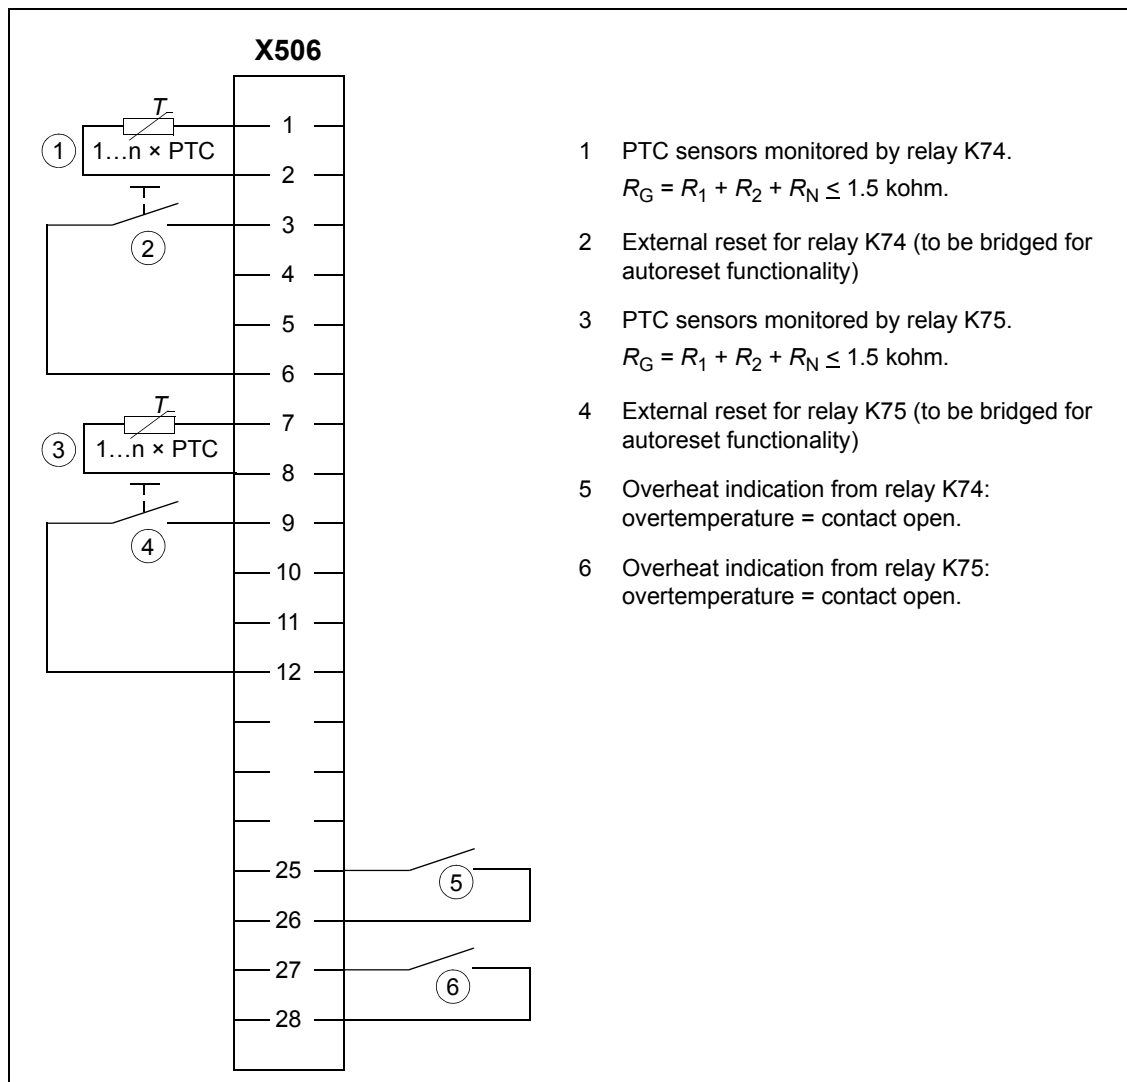 X506
T
1
1 1…n × PTC
2
3
2
4
5
6
T
7
3 1…n × PTC
8
9
4
10
11
12
25
5
26
27
6
28
1 PTC sensors monitored by relay K74.
R_G = R_1 + R_2 + R_N ≤ 1.5 kohm.
2 External reset for relay K74 (to be bridged for
autoreset functionality)
3 PTC sensors monitored by relay K75.
R_G = R_1 + R_2 + R_N ≤ 1.5 kohm.
4 External reset for relay K75 (to be bridged for
autoreset functionality)
5 Overheat indication from relay K74:
overtemperature = contact open.
6 Overheat indication from relay K75:
overtemperature = contact open.